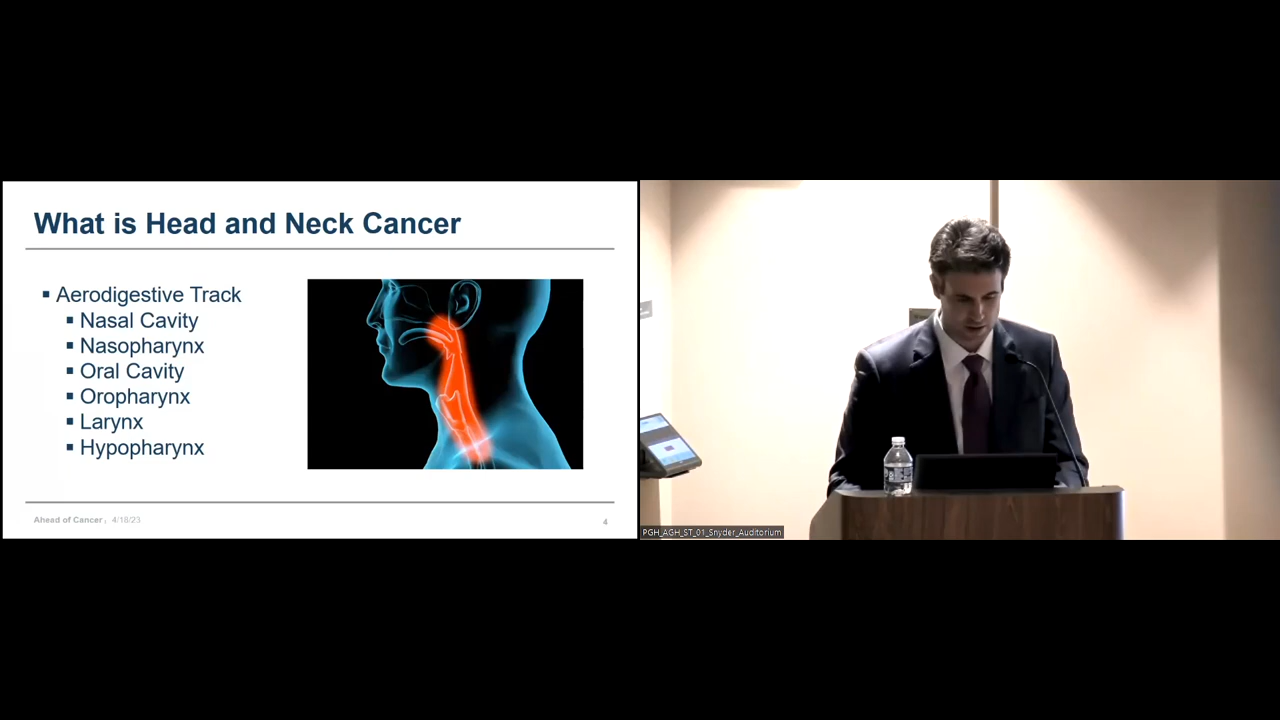 What is Head and Neck Cancer
▪ Aerodigestive Track
▪ Nasal Cavity
▪ Nasopharynx
▪ Oral Cavity
▪ Oropharynx
▪ Larynx
▪ Hypopharynx
Ahead of Cancer | 4/18/23
4
PGH_AGH_ST_01_Snyder_Auditorium